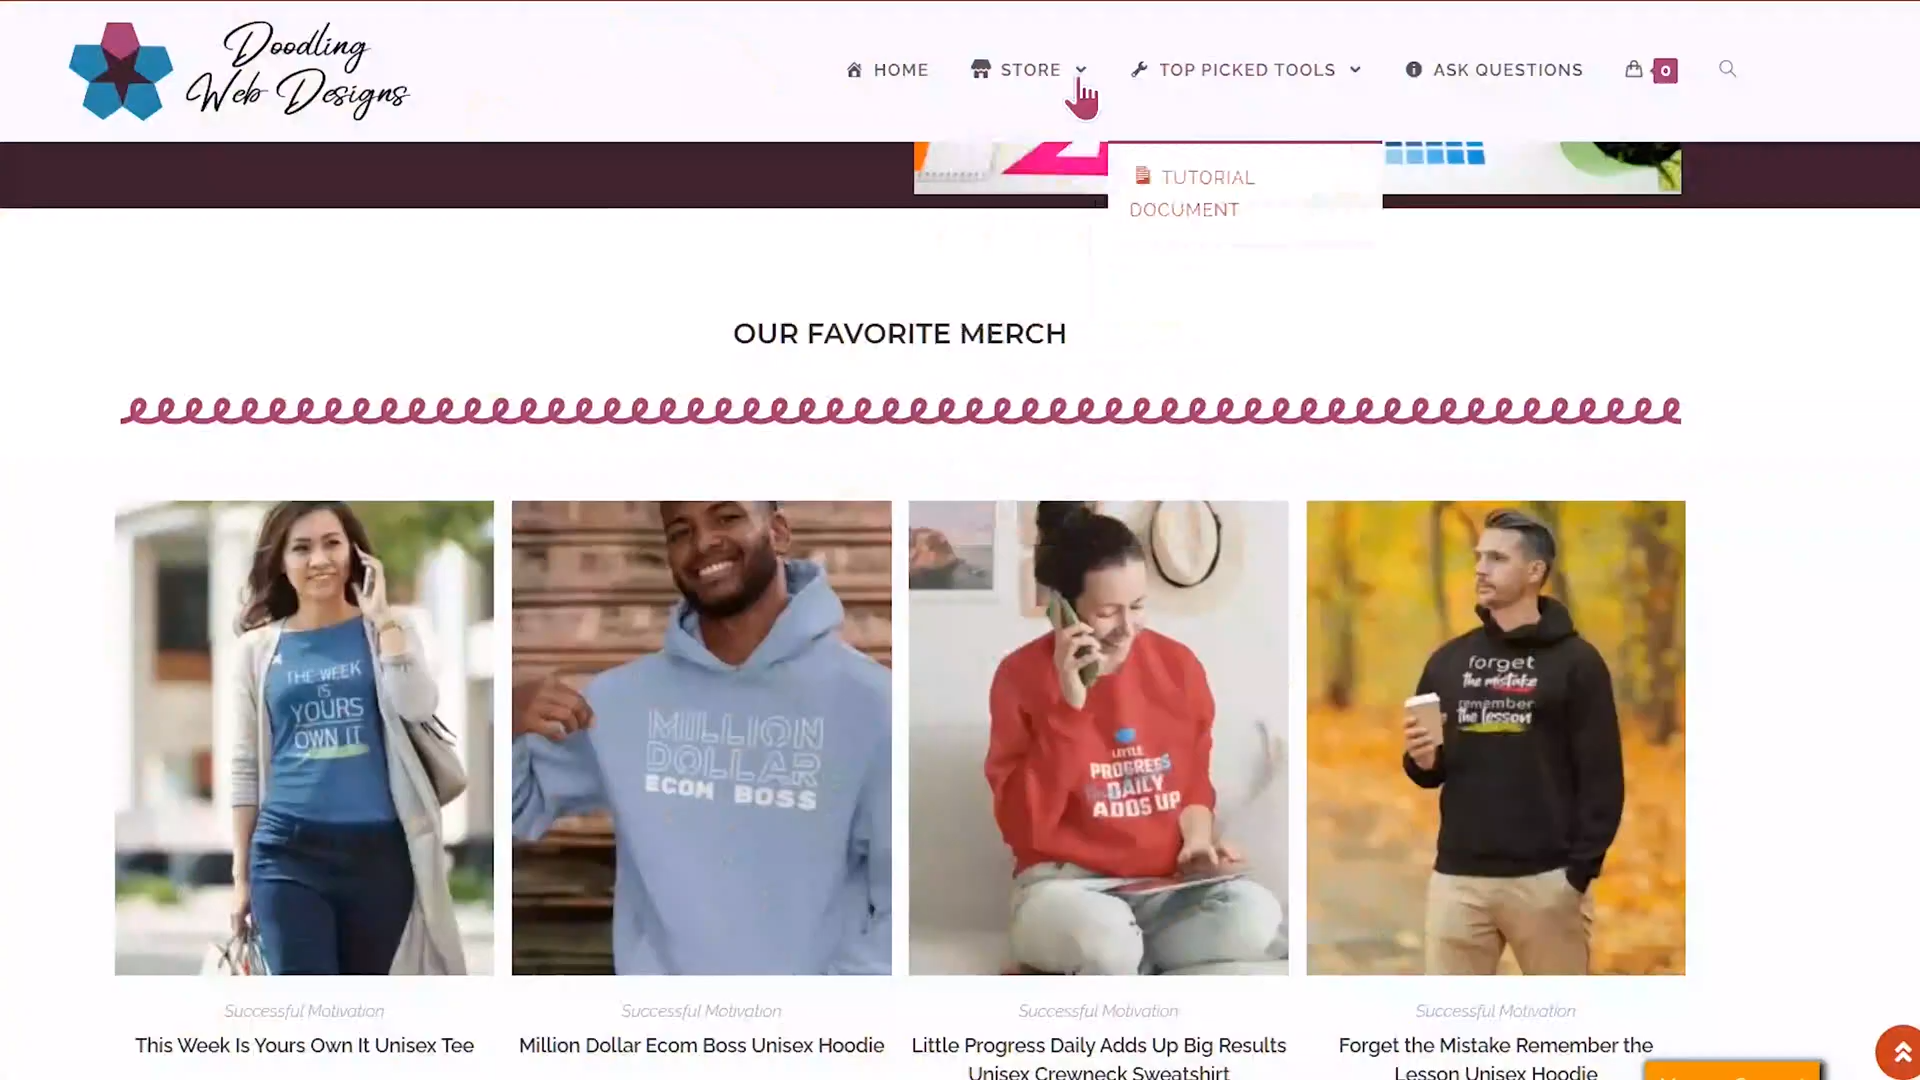 Doodling
Web Designs
HOME
STORE
TOP PICKED TOOLS
ASK QUESTIONS
0
TUTORIAL
DOCUMENT
OUR FAVORITE MERCH
THE WEEK
IS
YOURS
OWN IT
MILLION
DOLLAR
ECOM BOSS
LITTLE
PROGRESS
DAILY
ADDS UP
forget
the mistake
remember
the lesson
Successful Motivation
This Week Is Yours Own It Unisex Tee
Successful Motivation
Million Dollar Ecom Boss Unisex Hoodie
Successful Motivation
Little Progress Daily Adds Up Big Results
Unisex Crewneck Sweatshirt
Successful Motivation
Forget the Mistake Remember the
Lesson Unisex Hoodie